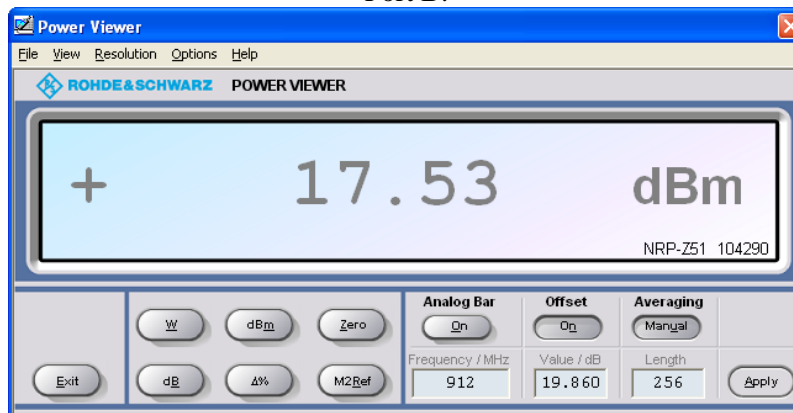 Power Viewer
File View Resolution Options Help
ROHDE&SCHWARZ POWER VIEWER
+ 17.53 dBm
NRP-Z51 104290
Analog Bar Offset Averaging
W dBm Zero On On Manual
Frequency / MHz Value / dB Length
Exit dB Δ% M2Ref 912 19.860 256 Apply